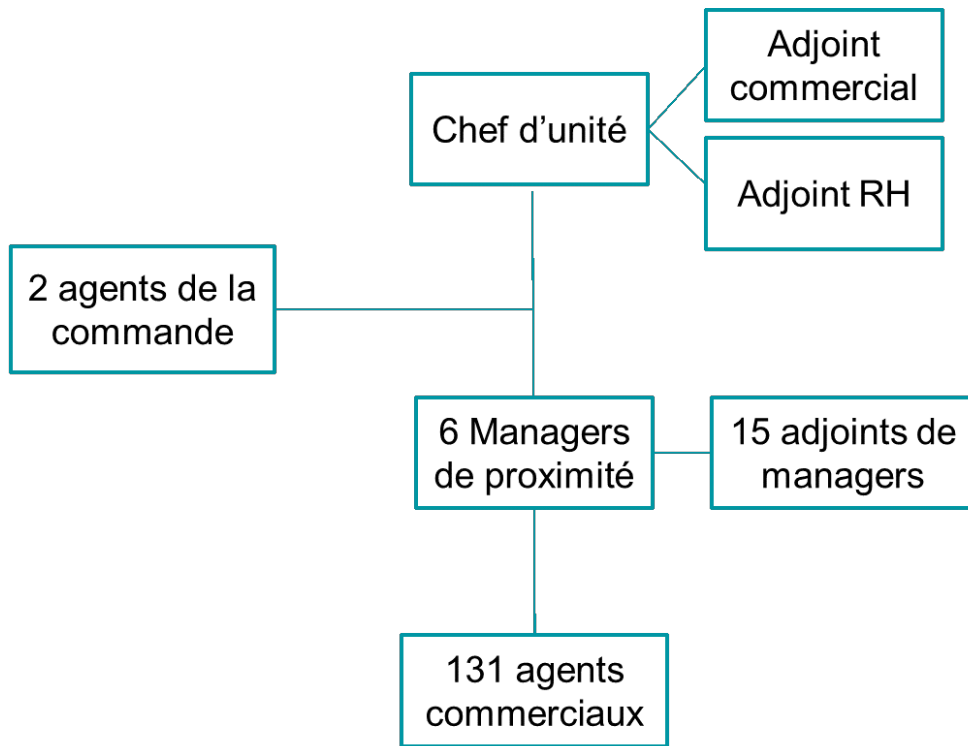 Adjoint
commercial
Chef d’unité
Adjoint RH
2 agents de la
commande
6 Managers
de proximité
15 adjoints de
managers
131 agents
commerciaux